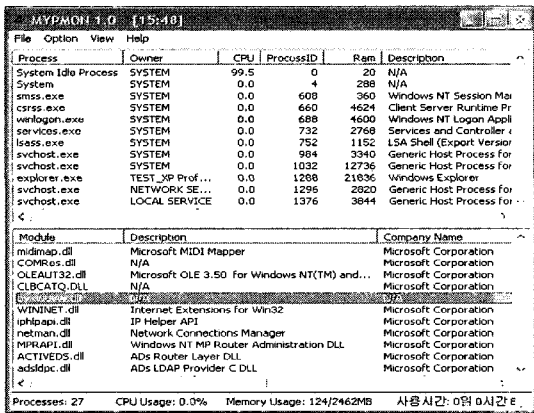 MYPMON 1.0 [15:48]
File Option View Help
Process Owner CPU ProcussID Ram Description
System Idle Process SYSTEM 99.5 0 20 N/A
System SYSTEM 0.0 4 288 N/A
smss.exe SYSTEM 0.0 608 360 Windows NT Session Mai
csrss.exe SYSTEM 0.0 660 4624 Client Server Runtime Pr
winlogon.exe SYSTEM 0.0 688 4600 Windows NT Logon Appli
services.exe SYSTEM 0.0 732 2768 Services and Controller a
lsass.exe SYSTEM 0.0 752 1152 LSA Shell (Export Version
svchost.exe SYSTEM 0.0 984 3340 Generic Host Process for
svchost.exe SYSTEM 0.0 1032 12736 Generic Host Process for
explorer.exe TEST_XP Prof... 0.0 1288 21836 Windows Explorer
svchost.exe NETWORK SE... 0.0 1296 2820 Generic Host Process for
svchost.exe LOCAL SERVICE 0.0 1376 3844 Generic Host Process for
Module Description Company Name
midimap.dll Microsoft MIDI Mapper Microsoft Corporation
COMRes.dll N/A Microsoft Corporation
OLEAUT32.dll Microsoft OLE 3.50 for Windows NT(TM) and... Microsoft Corporation
CLBCATQ.DLL N/A Microsoft Corporation
N/A N/A
WININET.dll Internet Extensions for Win32 Microsoft Corporation
iphlpapi.dll IP Helper API Microsoft Corporation
netman.dll Network Connections Manager Microsoft Corporation
MPRAPI.dll Windows NT MP Router Administration DLL Microsoft Corporation
ACTIVEDS.dll ADs Router Layer DLL Microsoft Corporation
adsldpc.dll ADs LDAP Provider C DLL Microsoft Corporation
Processes: 27 CPU Usage: 0.0% Memory Usage: 124/2462MB 사용시간: 0일 0시간 6